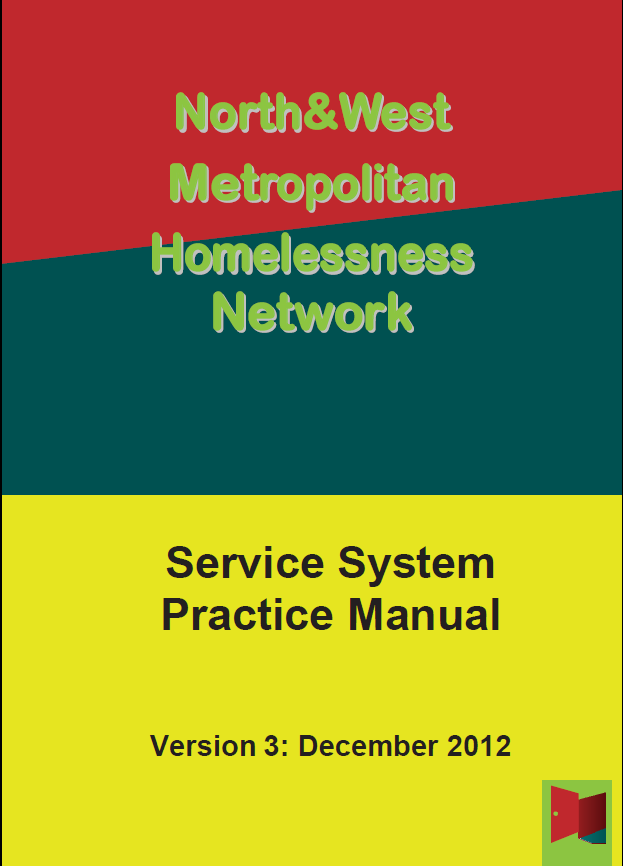 North&West
Metropolitan
Homelessness
Network
Service System
Practice Manual
Version 3: December 2012